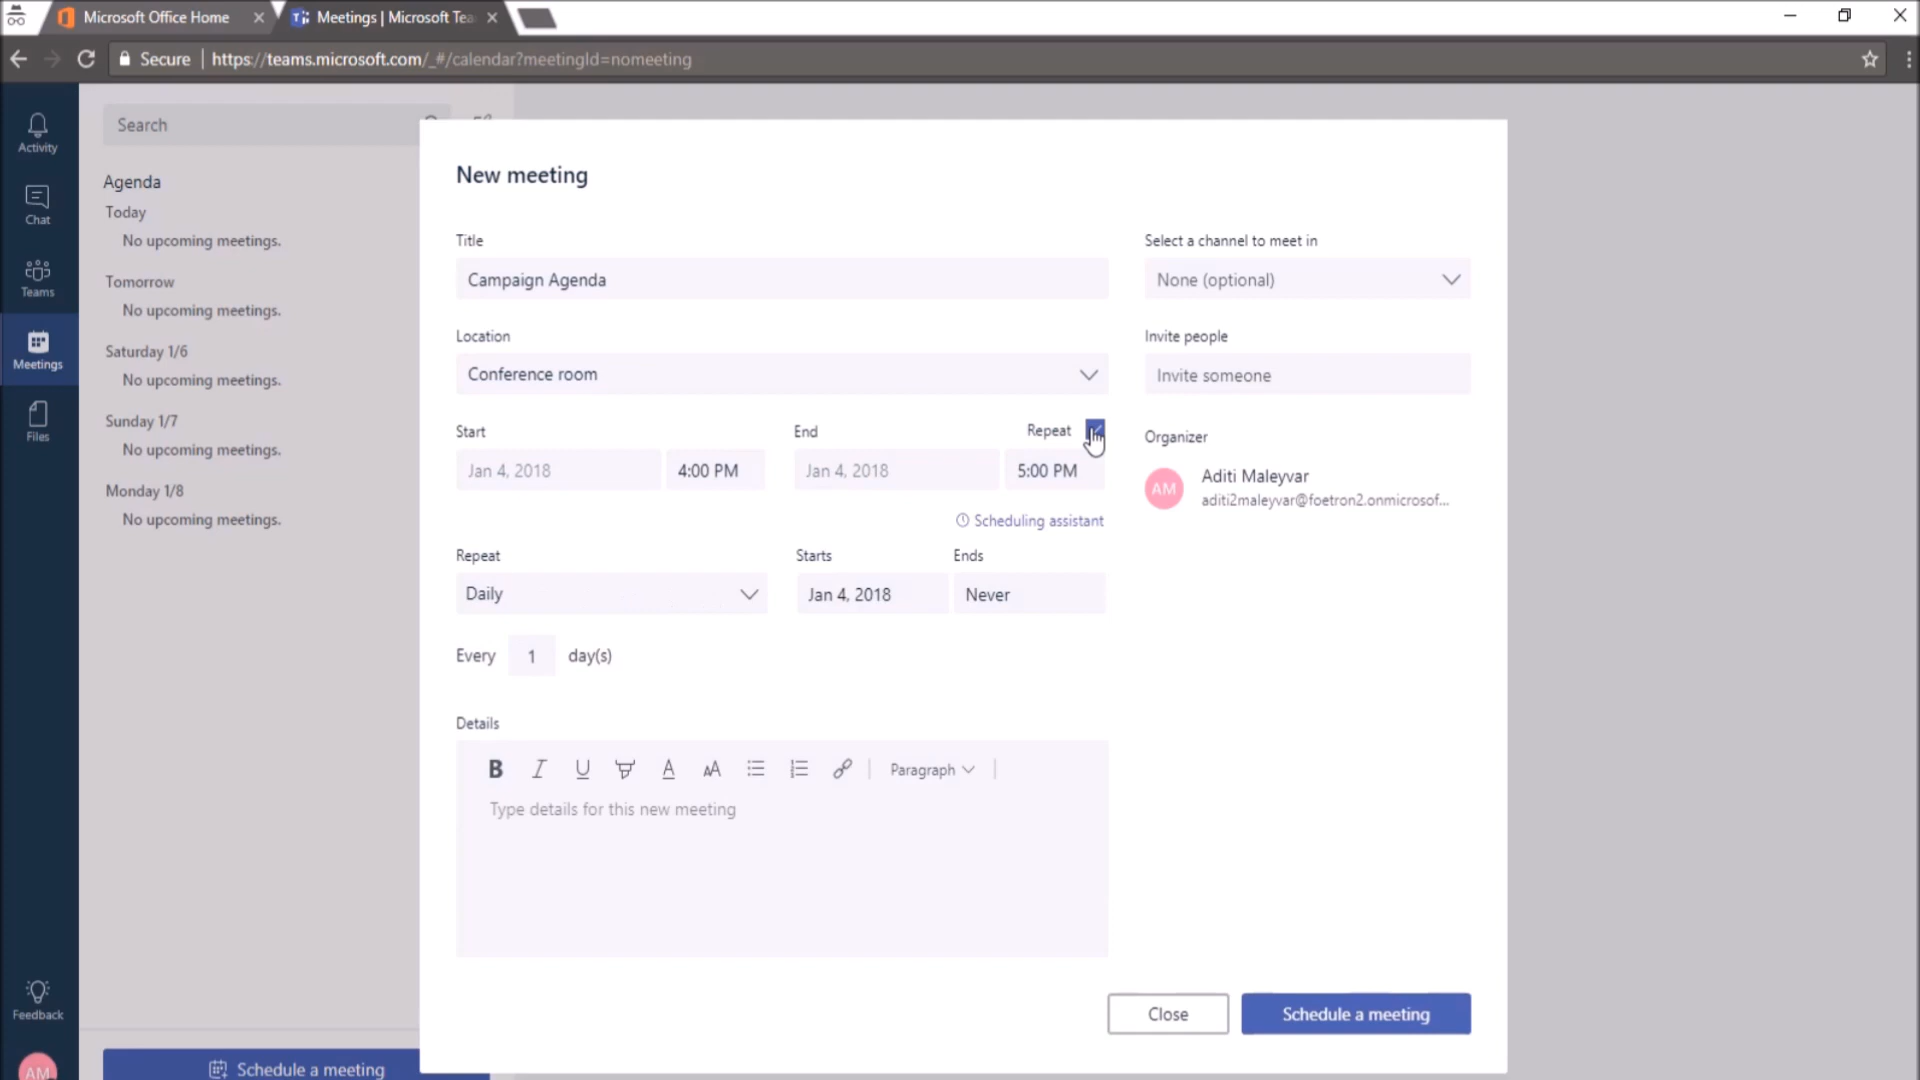 Microsoft Office Home
Meetings | Microsoft Tea
Secure
https://teams.microsoft.com/_#/calendar?meetingId=nomeeting
Activity
Chat
Teams
Meetings
Files
Feedback
AM
Search
Agenda
Today
No upcoming meetings.
Tomorrow
No upcoming meetings.
Saturday 1/6
No upcoming meetings.
Sunday 1/7
No upcoming meetings.
Monday 1/8
No upcoming meetings.
Schedule a meeting
New meeting
Title
Campaign Agenda
Location
Conference room
Start
End
Repeat
Jan 4, 2018
4:00 PM
Jan 4, 2018
5:00 PM
Scheduling assistant
Repeat
Starts
Ends
Daily
Jan 4, 2018
Never
Every 1 day(s)
Details
B I U A AA Paragraph
Type details for this new meeting
Select a channel to meet in
None (optional)
Invite people
Invite someone
Organizer
AM
Aditi Maleyvar
aditi2maleyvar@foetron2.onmicrosof...
Close
Schedule a meeting